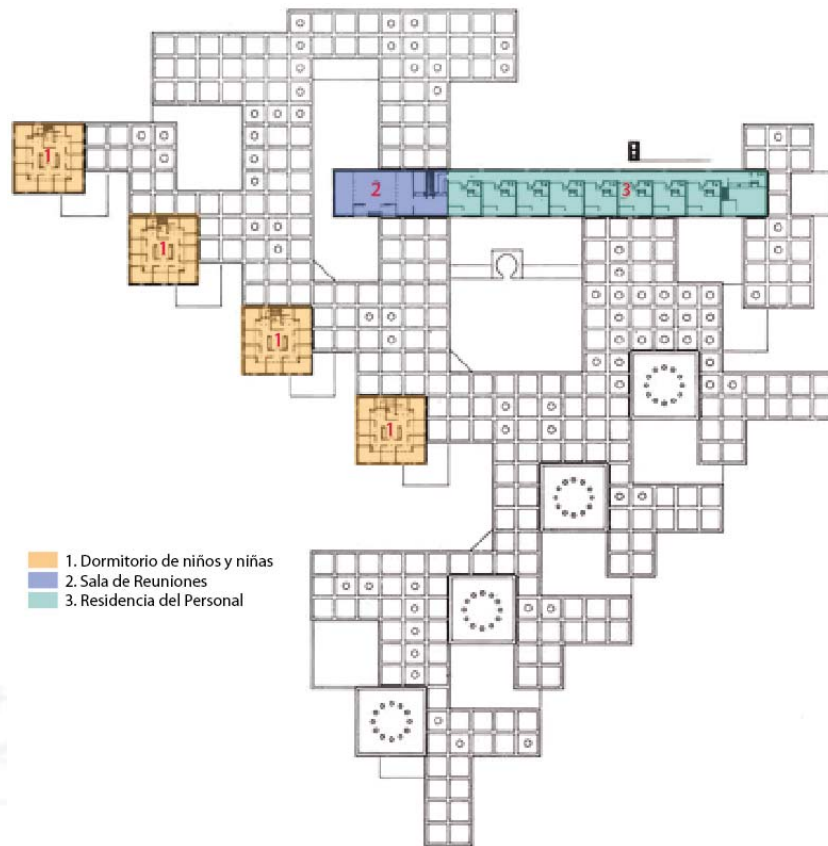 1
2
3
1
1
1
1. Dormitorio de niños y niñas
2. Sala de Reuniones
3. Residencia del Personal